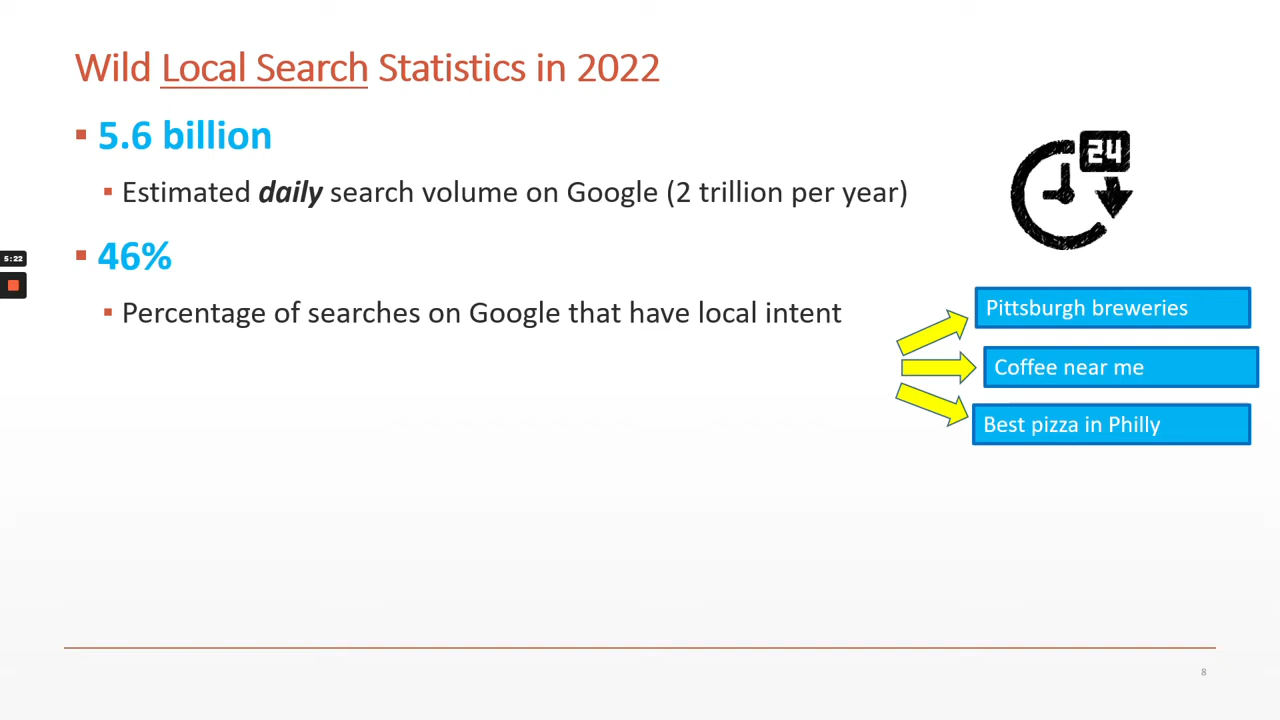 Wild Local Search Statistics in 2022
5.6 billion
24
Estimated daily search volume on Google (2 trillion per year)
46%
5:22
Percentage of searches on Google that have local intent
Pittsburgh breweries
Coffee near me
Best pizza in Philly
8